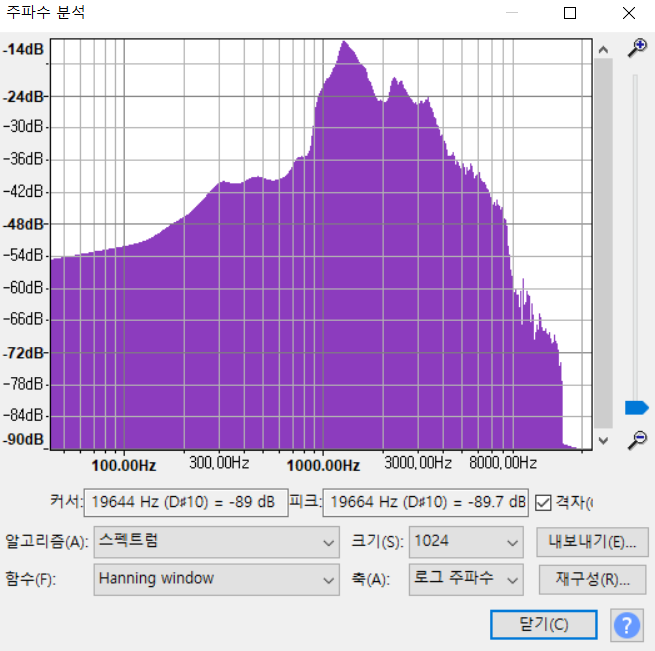 주파수 분석
-14dB
-24dB
-30dB
-36dB
-42dB
-48dB
-54dB
-60dB
-66dB
-72dB
-78dB
-84dB
-90dB
100.00Hz 300.00Hz 1000.00Hz 3000.00Hz 8000.00Hz
커서: 19644 Hz (D♯10) = -89 dB 피크: 19664 Hz (D♯10) = -89.7 dB 격자(
알고리즘(A): 스펙트럼 크기(S): 1024 내보내기(E)...
함수(F): Hanning window 축(A): 로그 주파수 재구성(R)...
닫기(C) ?